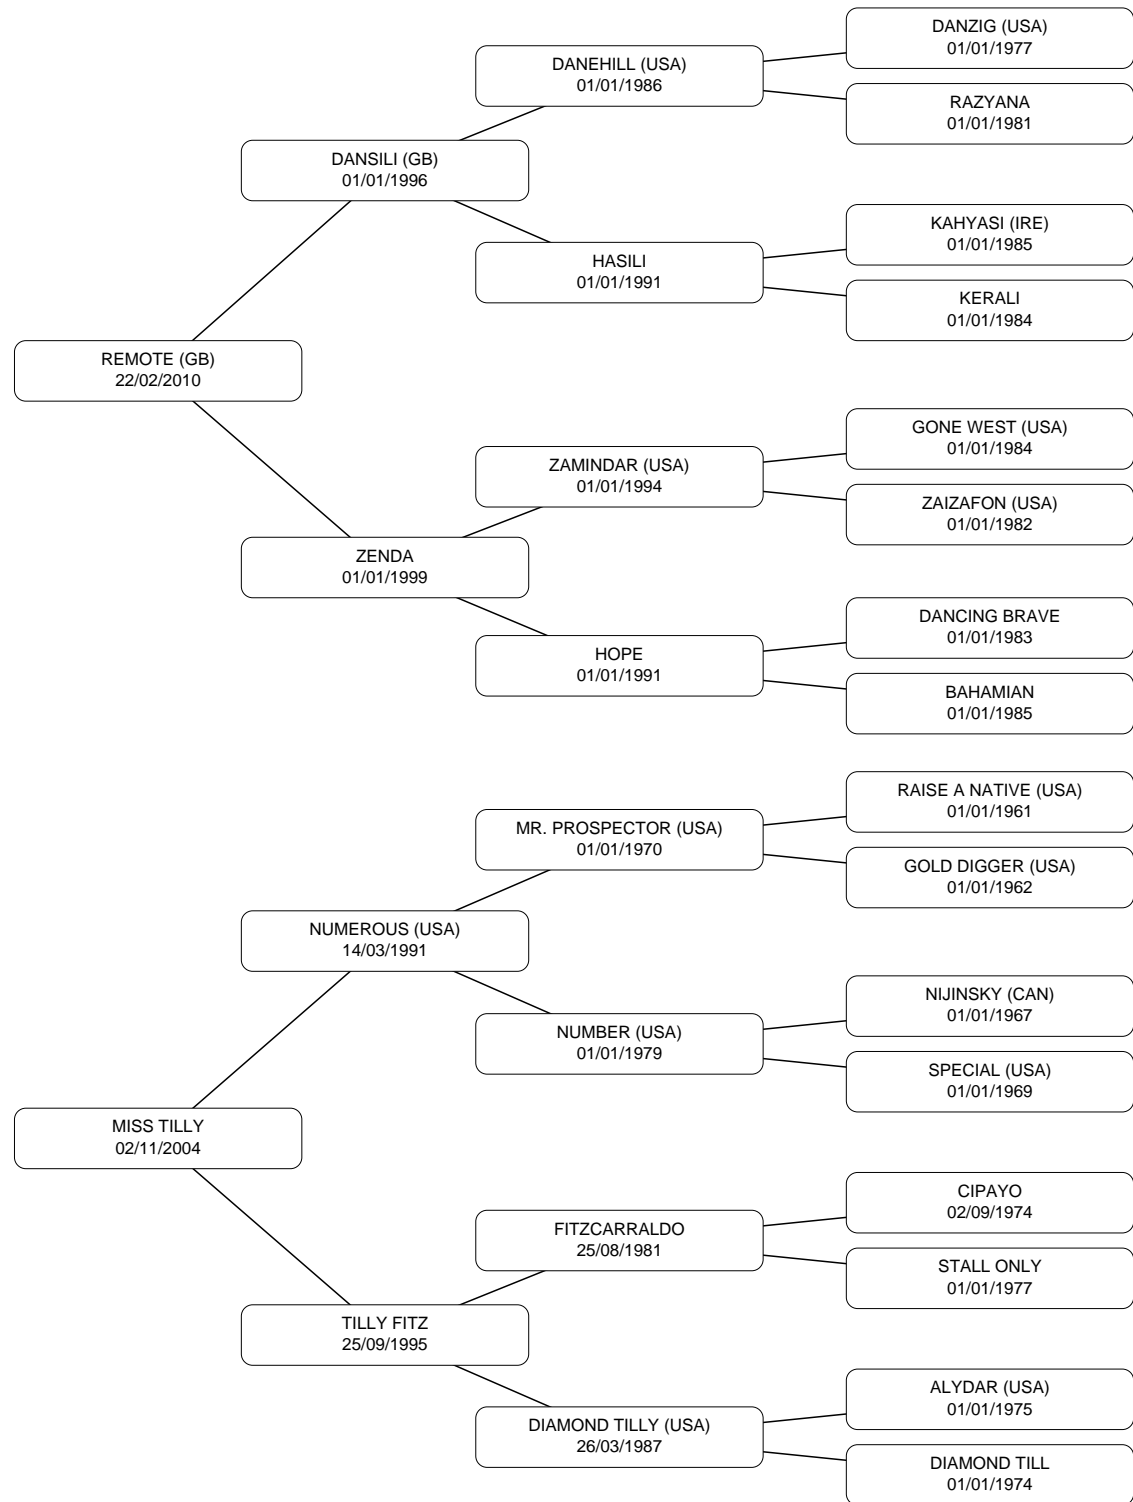 DANZIG (USA)
01/01/1977
DANEHILL (USA)
01/01/1986
RAZYANA
01/01/1981
DANSILI (GB)
01/01/1996
KAHYASI (IRE)
01/01/1985
HASILI
01/01/1991
KERALI
01/01/1984
REMOTE (GB)
22/02/2010
GONE WEST (USA)
01/01/1984
ZAMINDAR (USA)
01/01/1994
ZAIZAFON (USA)
01/01/1982
ZENDA
01/01/1999
DANCING BRAVE
01/01/1983
HOPE
01/01/1991
BAHAMIAN
01/01/1985
RAISE A NATIVE (USA)
01/01/1961
MR. PROSPECTOR (USA)
01/01/1970
GOLD DIGGER (USA)
01/01/1962
NUMEROUS (USA)
14/03/1991
NIJINSKY (CAN)
01/01/1967
NUMBER (USA)
01/01/1979
SPECIAL (USA)
01/01/1969
MISS TILLY
02/11/2004
CIPAYO
02/09/1974
FITZCARRALDO
25/08/1981
STALL ONLY
01/01/1977
TILLY FITZ
25/09/1995
ALYDAR (USA)
01/01/1975
DIAMOND TILLY (USA)
26/03/1987
DIAMOND TILL
01/01/1974